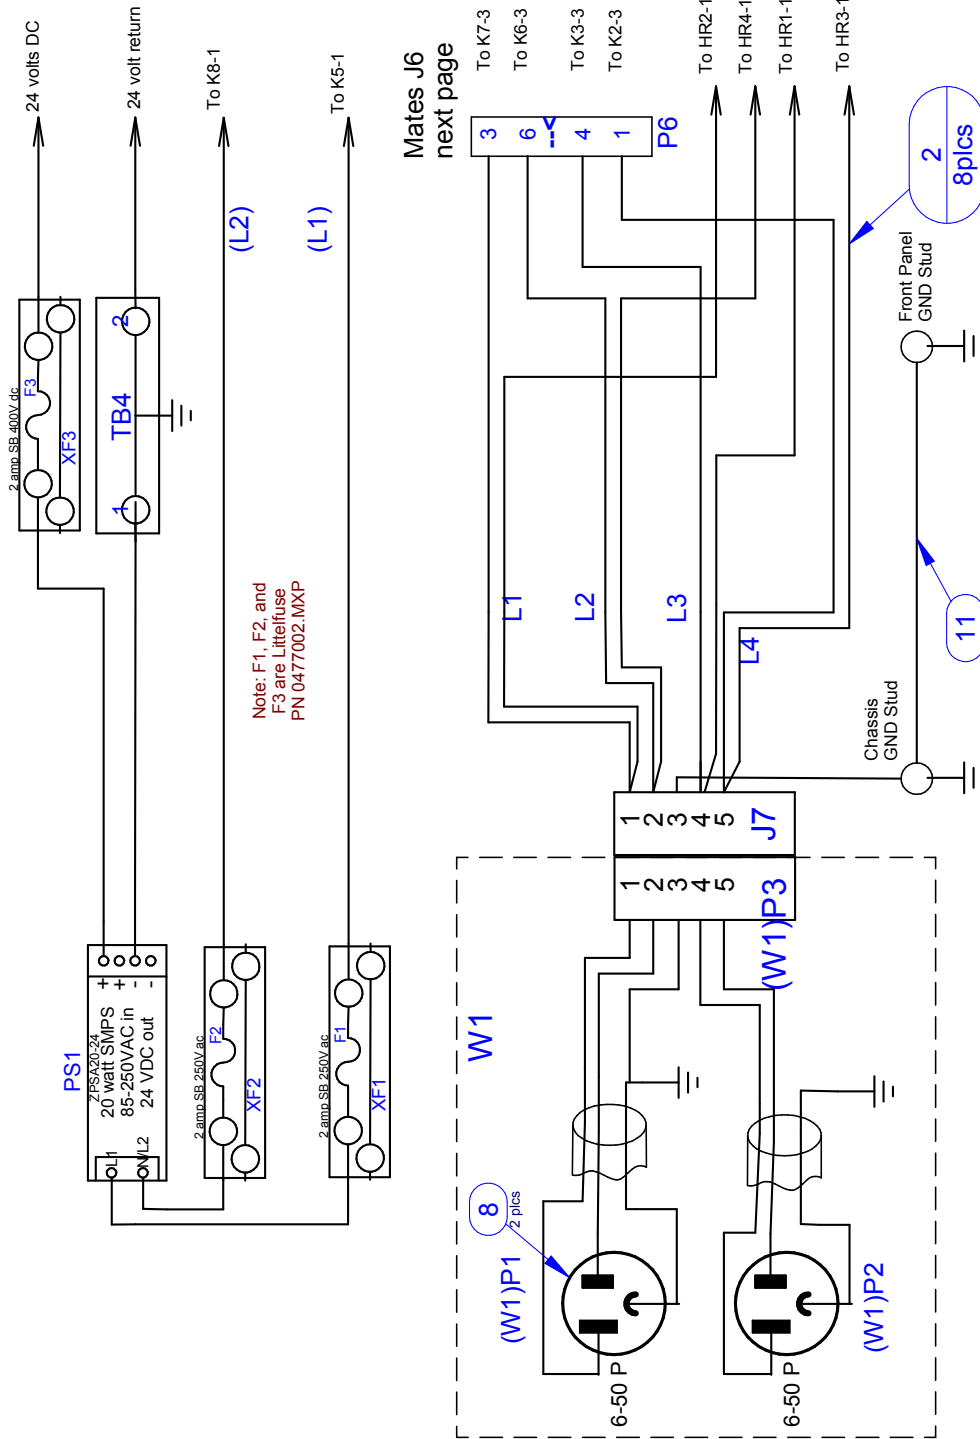 24 volts DC
24 volt return
To K8-1
To K5-1
Mates J6
next page
To K7-3
To K6-3
To K3-3
To K2-3
To HR2-1
To HR4-1
To HR1-1
To HR3-1
3
6
--<
4
1
P6
2
8plcs
(L2)
(L1)
2 amp SB 400V dc
F3
XF3
1
TB4
2
Front Panel
GND Stud
Note: F1, F2, and
F3 are Littelfuse
PN 0477002.MXP
L1
L2
L3
L4
11
Chassis
GND Stud
PS1
ZPSA20-24
20 watt SMPS
85-250VAC in
24 VDC out
+
+
-
-
L1
N/L2
2 amp SB 250V ac
F2
XF2
2 amp SB 250V ac
F1
XF1
1
2
3
4
5
J7
1
2
3
4
5
(W1)P3
W1
8
2 plcs
(W1)P1
6-50 P
(W1)P2
6-50 P